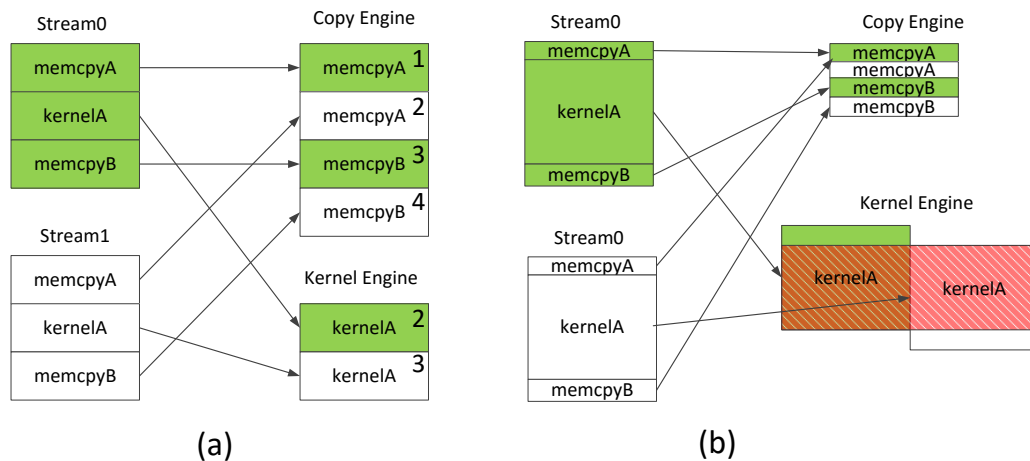 Stream0
memcpyA
kernelA
memcpyB
Stream1
memcpyA
kernelA
memcpyB
Copy Engine
memcpyA 1
memcpyA 2
memcpyB 3
memcpyB 4
Kernel Engine
kernelA 2
kernelA 3
(a)
Stream0
memcpyA
kernelA
memcpyB
Stream0
memcpyA
kernelA
memcpyB
Copy Engine
memcpyA
memcpyA
memcpyB
memcpyB
Kernel Engine
kernelA
kernelA
(b)